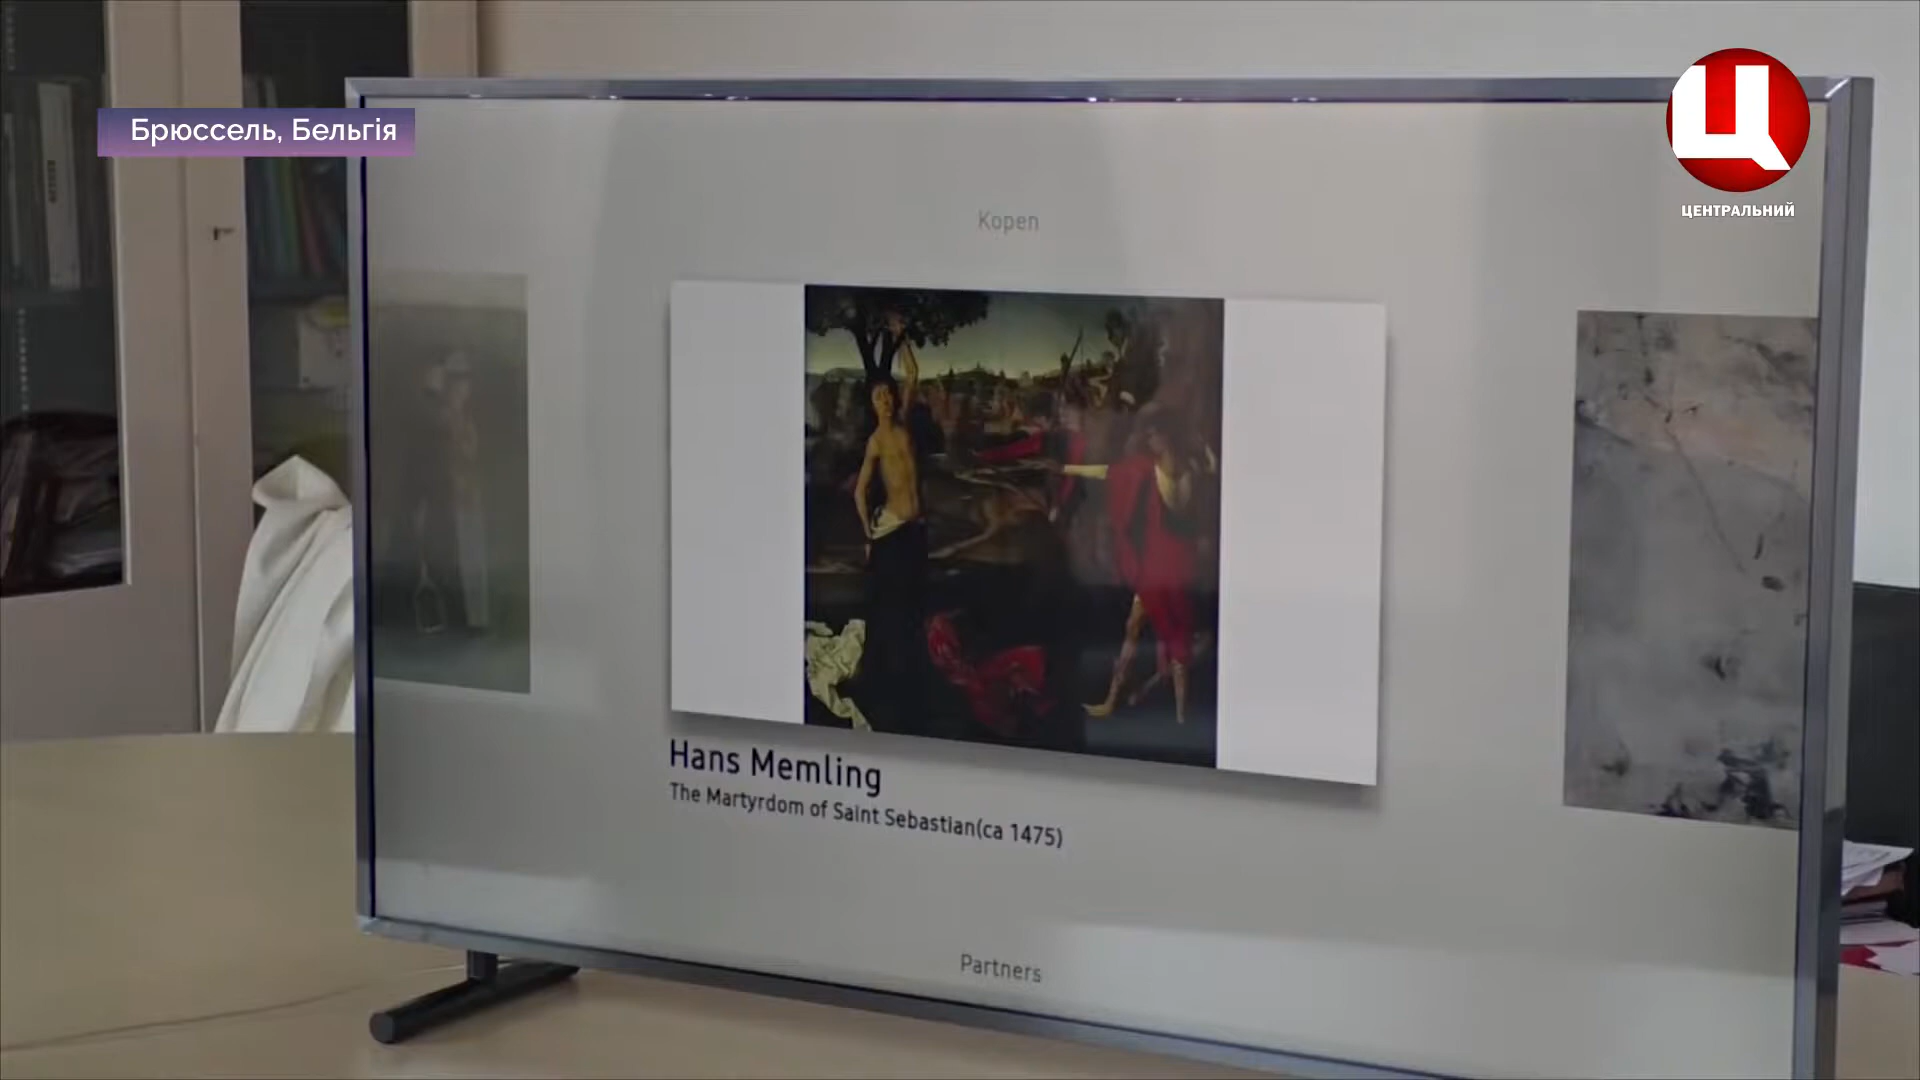 Брюссель, Бельгія
Ц
ЦЕНТРАЛЬНИЙ
Kopen
Hans Memling
The Martyrdom of Saint Sebastian(ca 1475)
Partners